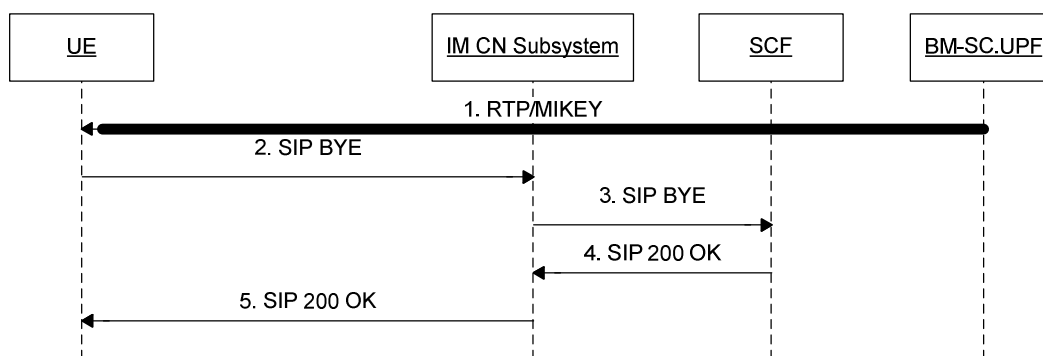 UE
IM CN Subsystem
SCF
BM-SC.UPF
1. RTP/MIKEY
2. SIP BYE
3. SIP BYE
4. SIP 200 OK
5. SIP 200 OK